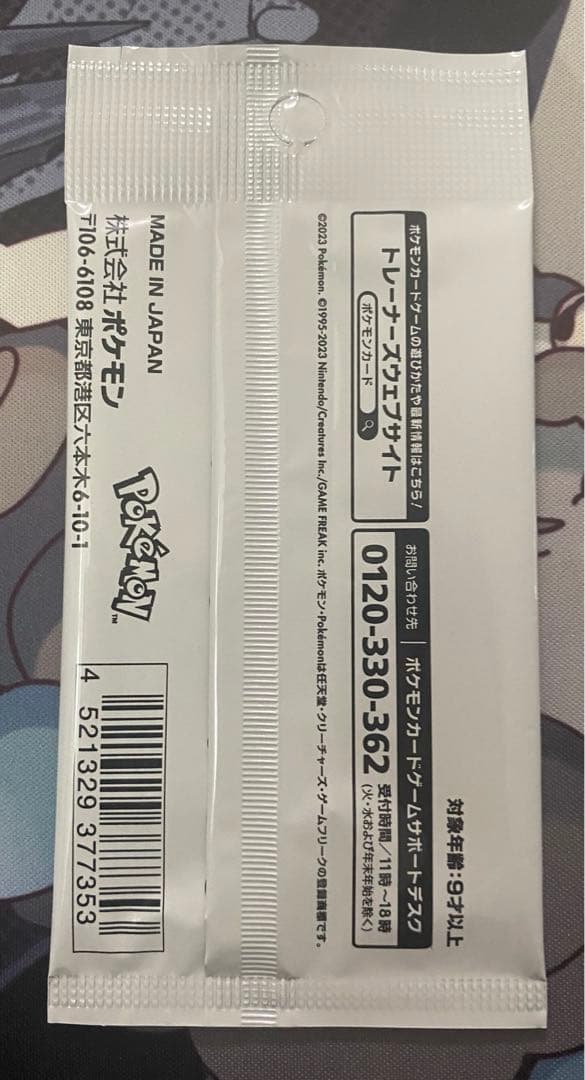 対象年齢:9才以上
ポケモンカードゲームの遊びかたや最新情報はこちら!
トレーナーズウェブサイト
ポケモンカード
お問い合わせ先 ポケモンカードゲームサポートデスク
0120-330-362 受付時間/11時~18時
(火・水および年末年始を除く)
©2023 Pokémon. ©1995-2023 Nintendo/Creatures Inc./GAME FREAK inc. ポケモン・Pokémonは任天堂・クリーチャーズ・ゲームフリークの登録商標です。
MADE IN JAPAN
株式会社 ポケモン
〒106-6108 東京都港区六本木6-10-1
POKéMON™
4 521329 377353